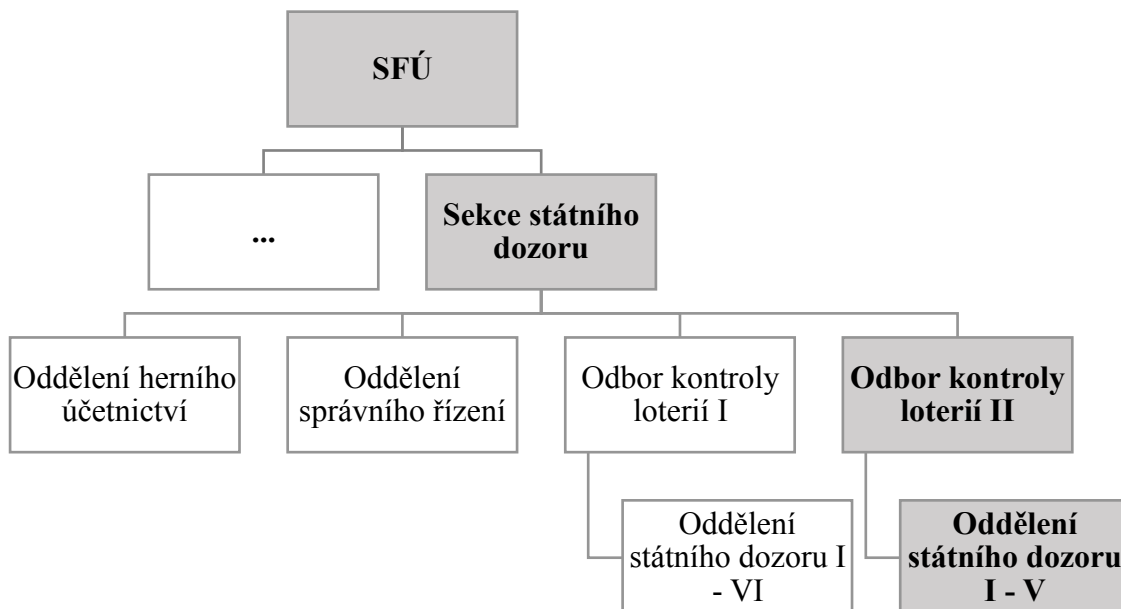 SFÚ
...
Sekce státního
dozoru
Oddělení herního
účetnictví
Oddělení
správního řízení
Odbor kontroly
loterií I
Odbor kontroly
loterií II
Oddělení
státního dozoru I
- VI
Oddělení
státního dozoru
I - V